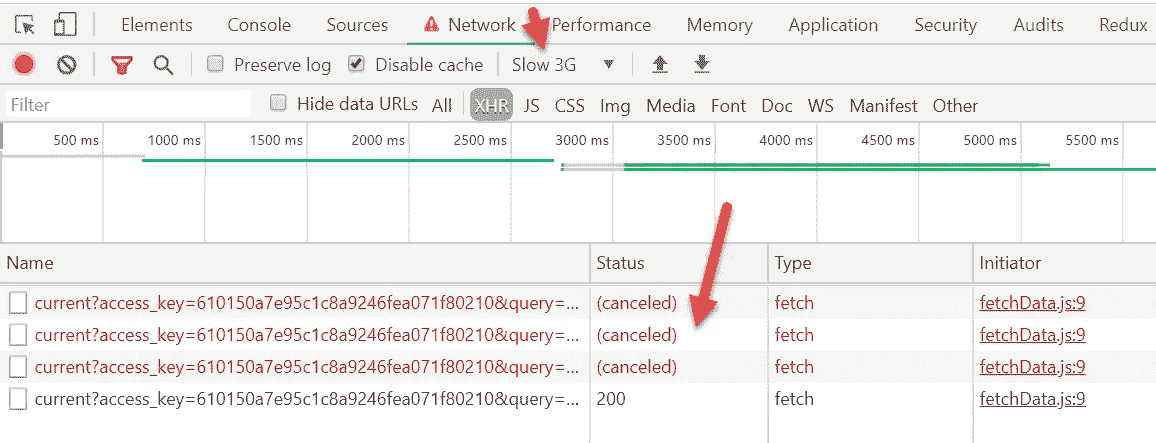 Elements Console Sources Network Performance Memory Application Security Audits Redux
Preserve log Disable cache Slow 3G
Filter Hide data URLs All XHR JS CSS Img Media Font Doc WS Manifest Other
500 ms 1000 ms 1500 ms 2000 ms 2500 ms 3000 ms 3500 ms 4000 ms 4500 ms 5000 ms 5500 ms
Name Status Type Initiator
current?access_key=610150a7e95c1c8a9246fea071f80210&query=... (canceled) fetch fetchData.js:9
current?access_key=610150a7e95c1c8a9246fea071f80210&query=... (canceled) fetch fetchData.js:9
current?access_key=610150a7e95c1c8a9246fea071f80210&query=... (canceled) fetch fetchData.js:9
current?access_key=610150a7e95c1c8a9246fea071f80210&query=... 200 fetch fetchData.js:9